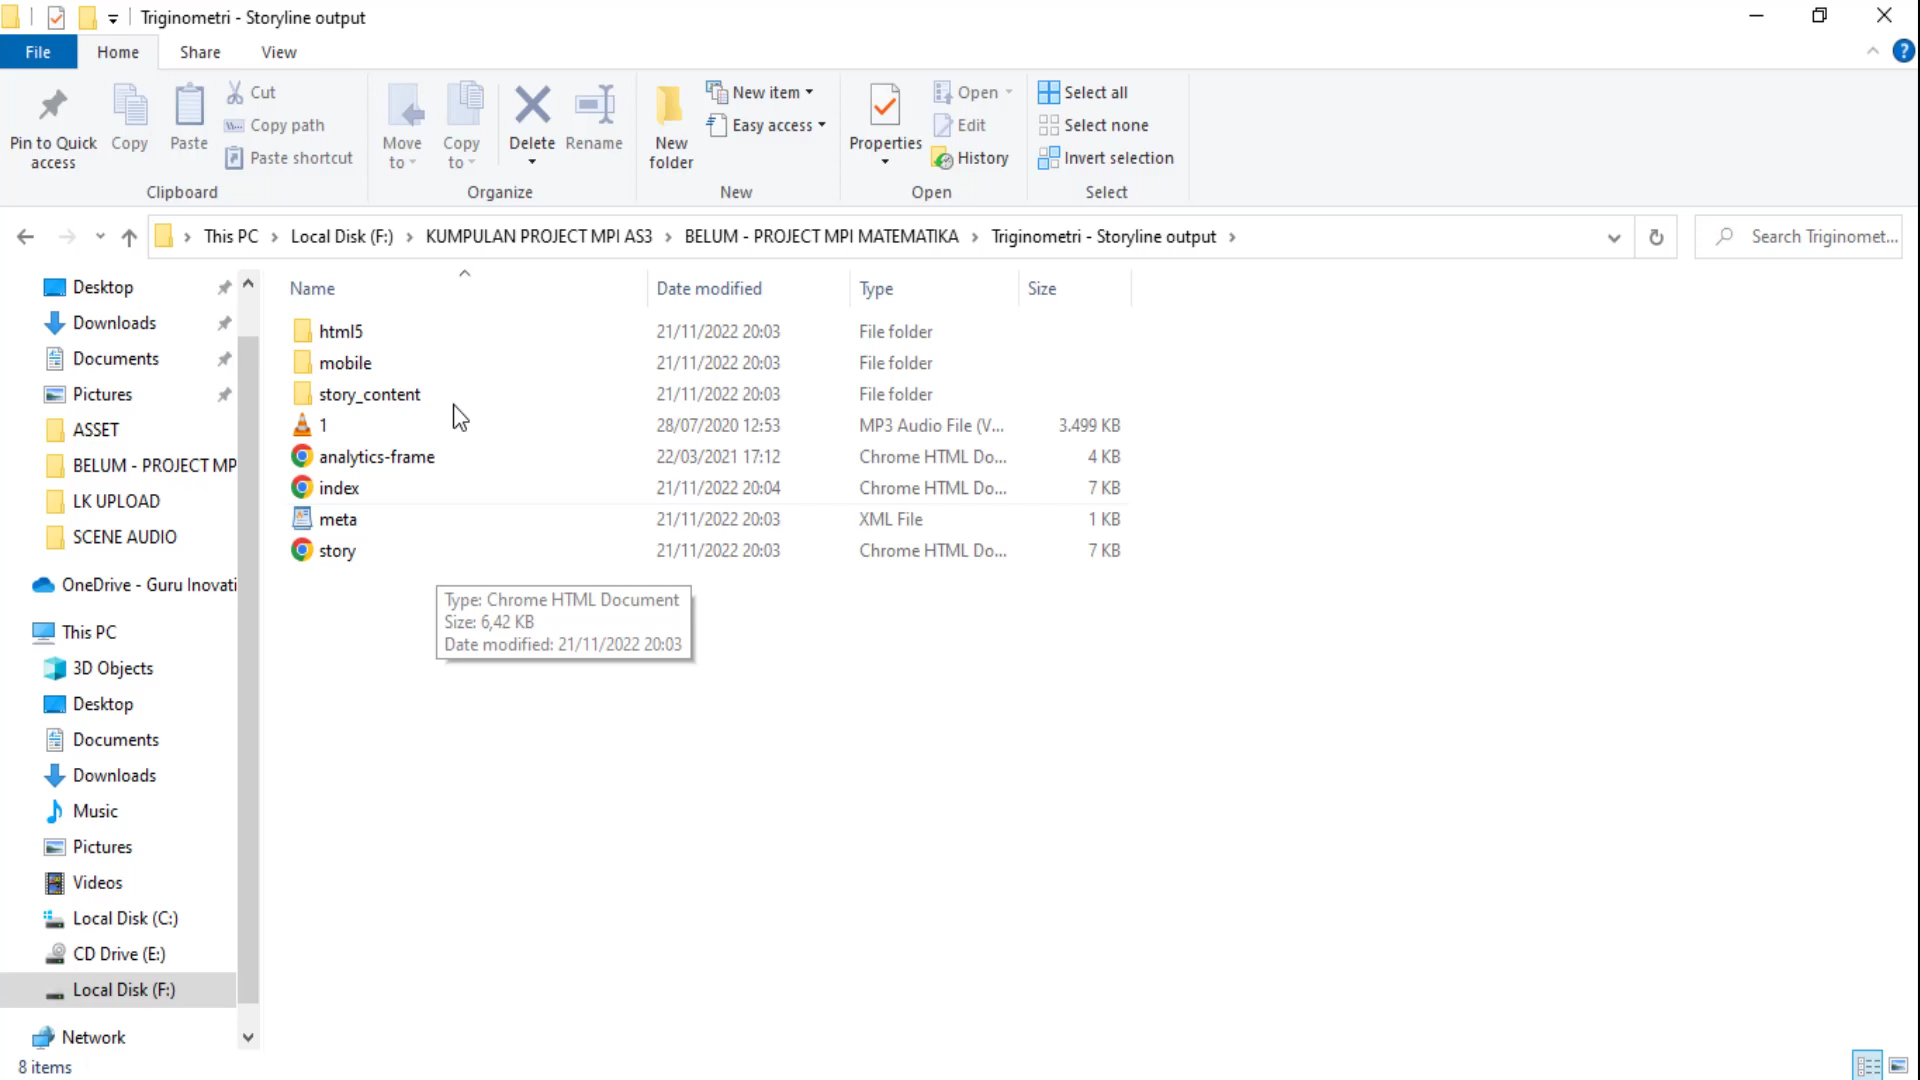 Triginometri - Storyline output
File
Home
Share
View
Pin to Quick access
Copy
Paste
Cut
Copy path
Paste shortcut
Clipboard
Move to
Copy to
Delete
Rename
Organize
New folder
New item
Easy access
New
Properties
Open
Edit
History
Open
Select all
Select none
Invert selection
Select
This PC > Local Disk (F:) > KUMPULAN PROJECT MPI AS3 > BELUM - PROJECT MPI MATEMATIKA > Triginometri - Storyline output >
Search Triginomet...
Desktop
Downloads
Documents
Pictures
ASSET
BELUM - PROJECT MP
LK UPLOAD
SCENE AUDIO
OneDrive - Guru Inovati
This PC
3D Objects
Desktop
Documents
Downloads
Music
Pictures
Videos
Local Disk (C:)
CD Drive (E:)
Local Disk (F:)
Network
Name Date modified Type Size
html5 21/11/2022 20:03 File folder
mobile 21/11/2022 20:03 File folder
story_content 21/11/2022 20:03 File folder
1 28/07/2020 12:53 MP3 Audio File (V... 3.499 KB
analytics-frame 22/03/2021 17:12 Chrome HTML Do... 4 KB
index 21/11/2022 20:04 Chrome HTML Do... 7 KB
meta 21/11/2022 20:03 XML File 1 KB
story 21/11/2022 20:03 Chrome HTML Do... 7 KB
Type: Chrome HTML Document
Size: 6,42 KB
Date modified: 21/11/2022 20:03
8 items